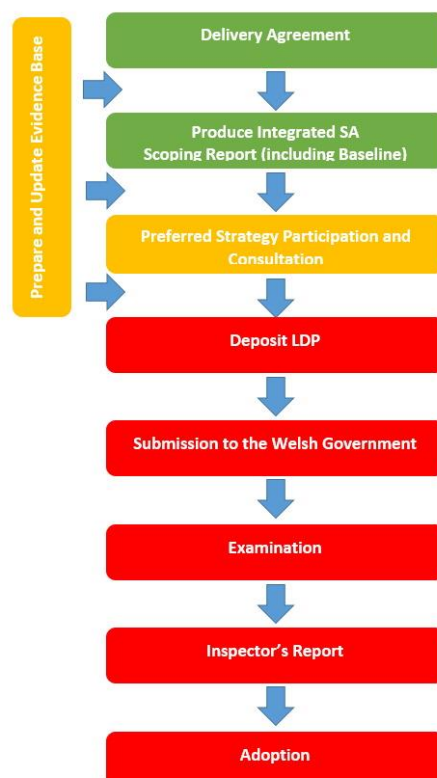 Prepare and Update Evidence Base
Delivery Agreement
Produce Integrated SA
Scoping Report (including Baseline)
Preferred Strategy Participation and
Consultation
Deposit LDP
Submission to the Welsh Government
Examination
Inspector’s Report
Adoption